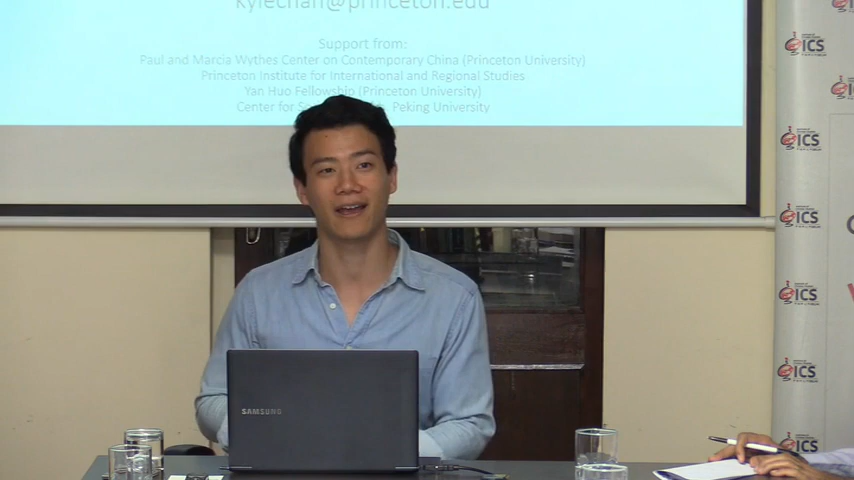 kylechan@princeton.edu
Support from:
Paul and Marcia Wythes Center on Contemporary China (Princeton University)
Princeton Institute for International and Regional Studies
Yan Huo Fellowship (Princeton University)
Center for So Peking University
ICS
ICS
ICS
ICS
ICS
ICS
ICS
SAMSUNG